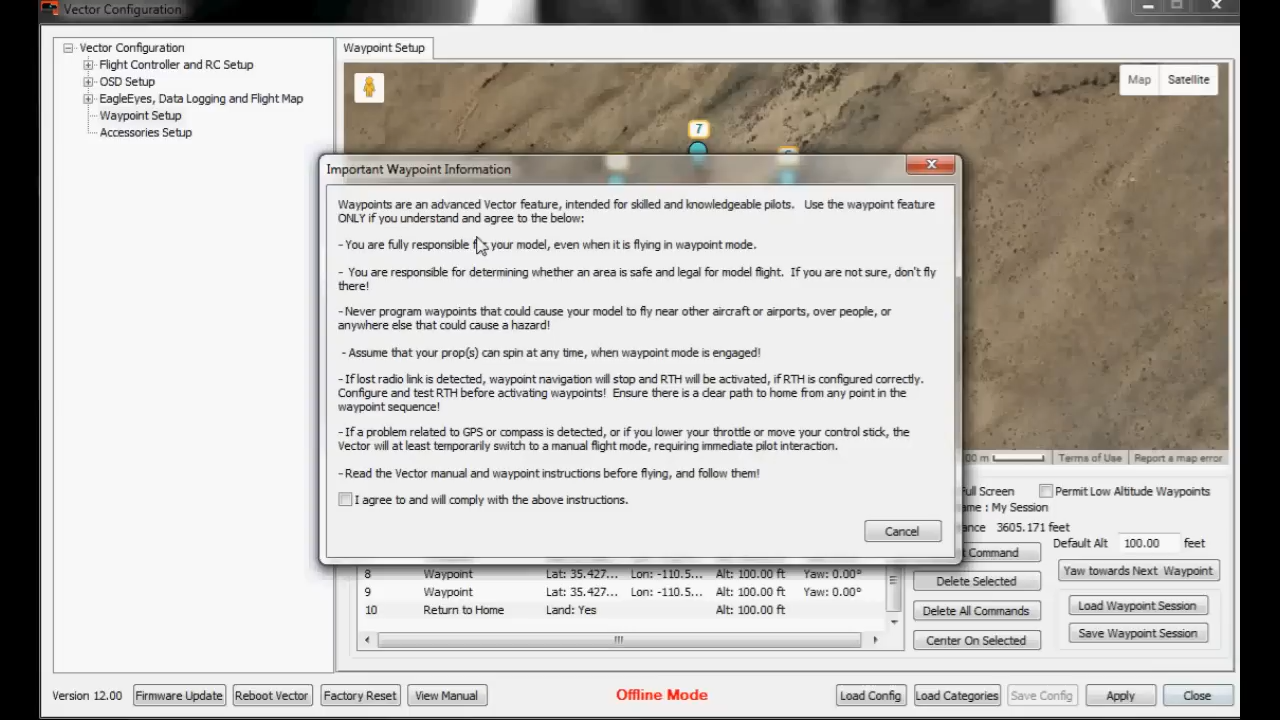 Vector Configuration
Vector Configuration
Flight Controller and RC Setup
OSD Setup
EagleEyes, Data Logging and Flight Map
Waypoint Setup
Accessories Setup
Waypoint Setup
Map Satellite
7
Important Waypoint Information
Waypoints are an advanced Vector feature, intended for skilled and knowledgeable pilots. Use the waypoint feature
ONLY if you understand and agree to the below:
- You are fully responsible for your model, even when it is flying in waypoint mode.
- You are responsible for determining whether an area is safe and legal for model flight. If you are not sure, don't fly
there!
- Never program waypoints that could cause your model to fly near other aircraft or airports, over people, or
anywhere else that could cause a hazard!
- Assume that your prop(s) can spin at any time, when waypoint mode is engaged!
- If lost radio link is detected, waypoint navigation will stop and RTH will be activated, if RTH is configured correctly.
Configure and test RTH before activating waypoints! Ensure there is a clear path to home from any point in the
waypoint sequence!
- If a problem related to GPS or compass is detected, or if you lower your throttle or move your control stick, the
Vector will at least temporarily switch to a manual flight mode, requiring immediate pilot interaction.
- Read the Vector manual and waypoint instructions before flying, and follow them!
I agree to and will comply with the above instructions.
Cancel
00 m Terms of Use Report a map error
ull Screen Permit Low Altitude Waypoints
ame : My Session
ance 3605.171 feet
Default Alt 100.00 feet
t Command
Yaw towards Next Waypoint
Delete Selected
Delete All Commands
Center On Selected
Load Waypoint Session
Save Waypoint Session
8 Waypoint Lat: 35.427... Lon: -110.5... Alt: 100.00 ft Yaw: 0.00°
9 Waypoint Lat: 35.427... Lon: -110.5... Alt: 100.00 ft Yaw: 0.00°
10 Return to Home Land: Yes Alt: 100.00 ft
Version 12.00 Firmware Update Reboot Vector Factory Reset View Manual Offline Mode Load Config Load Categories Save Config Apply Close